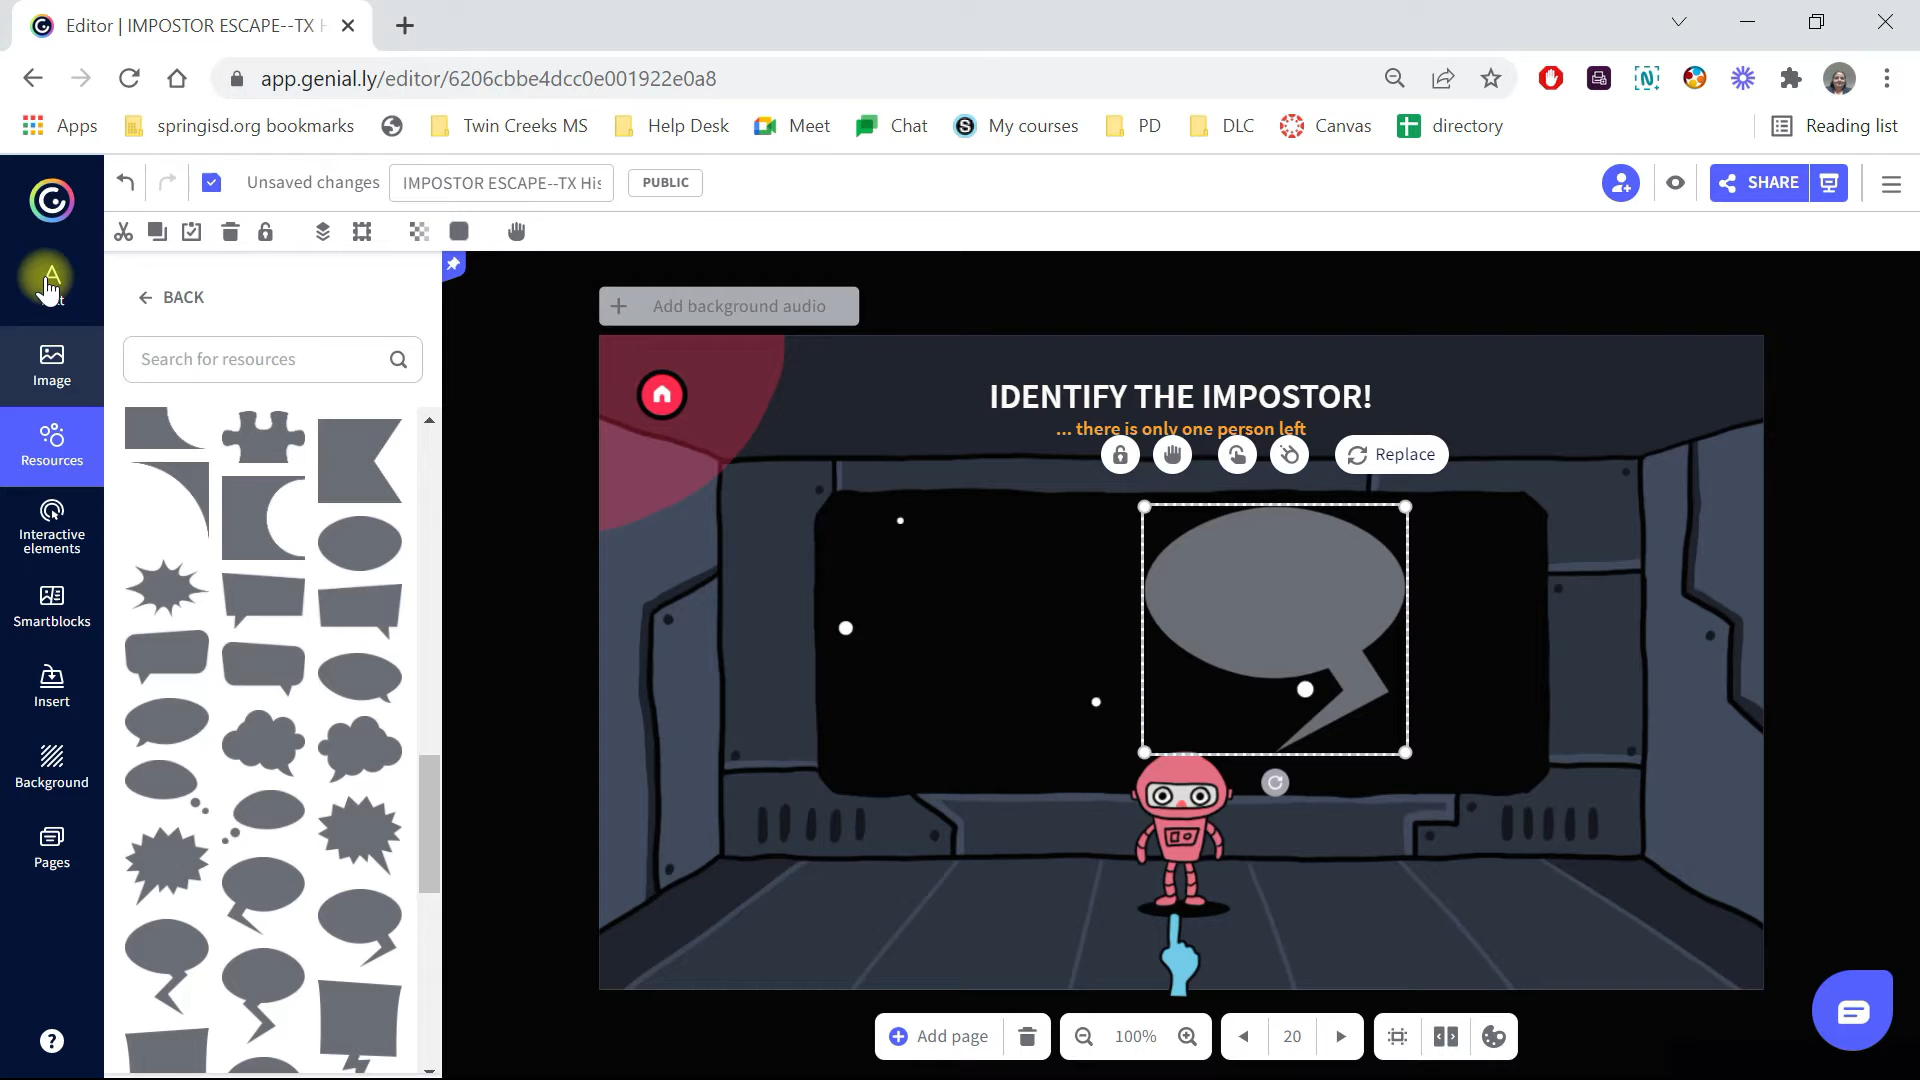 Editor | IMPOSTOR ESCAPE--TX H
app.genial.ly/editor/6206cbbe4dcc0e001922e0a8
Apps
springisd.org bookmarks
Twin Creeks MS
Help Desk
Meet
Chat
My courses
PD
DLC
Canvas
directory
Reading list
Unsaved changes
IMPOSTOR ESCAPE--TX His
PUBLIC
SHARE
BACK
Search for resources
Image
Resources
Interactive
elements
Smartblocks
Insert
Background
Pages
Add background audio
IDENTIFY THE IMPOSTOR!
... there is only one person left
Replace
Add page
100%
20